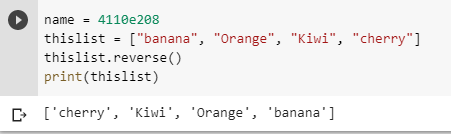 name = 4110e208
thislist = ["banana", "Orange", "Kiwi", "cherry"]
thislist.reverse()
print(thislist)
['cherry', 'Kiwi', 'Orange', 'banana']